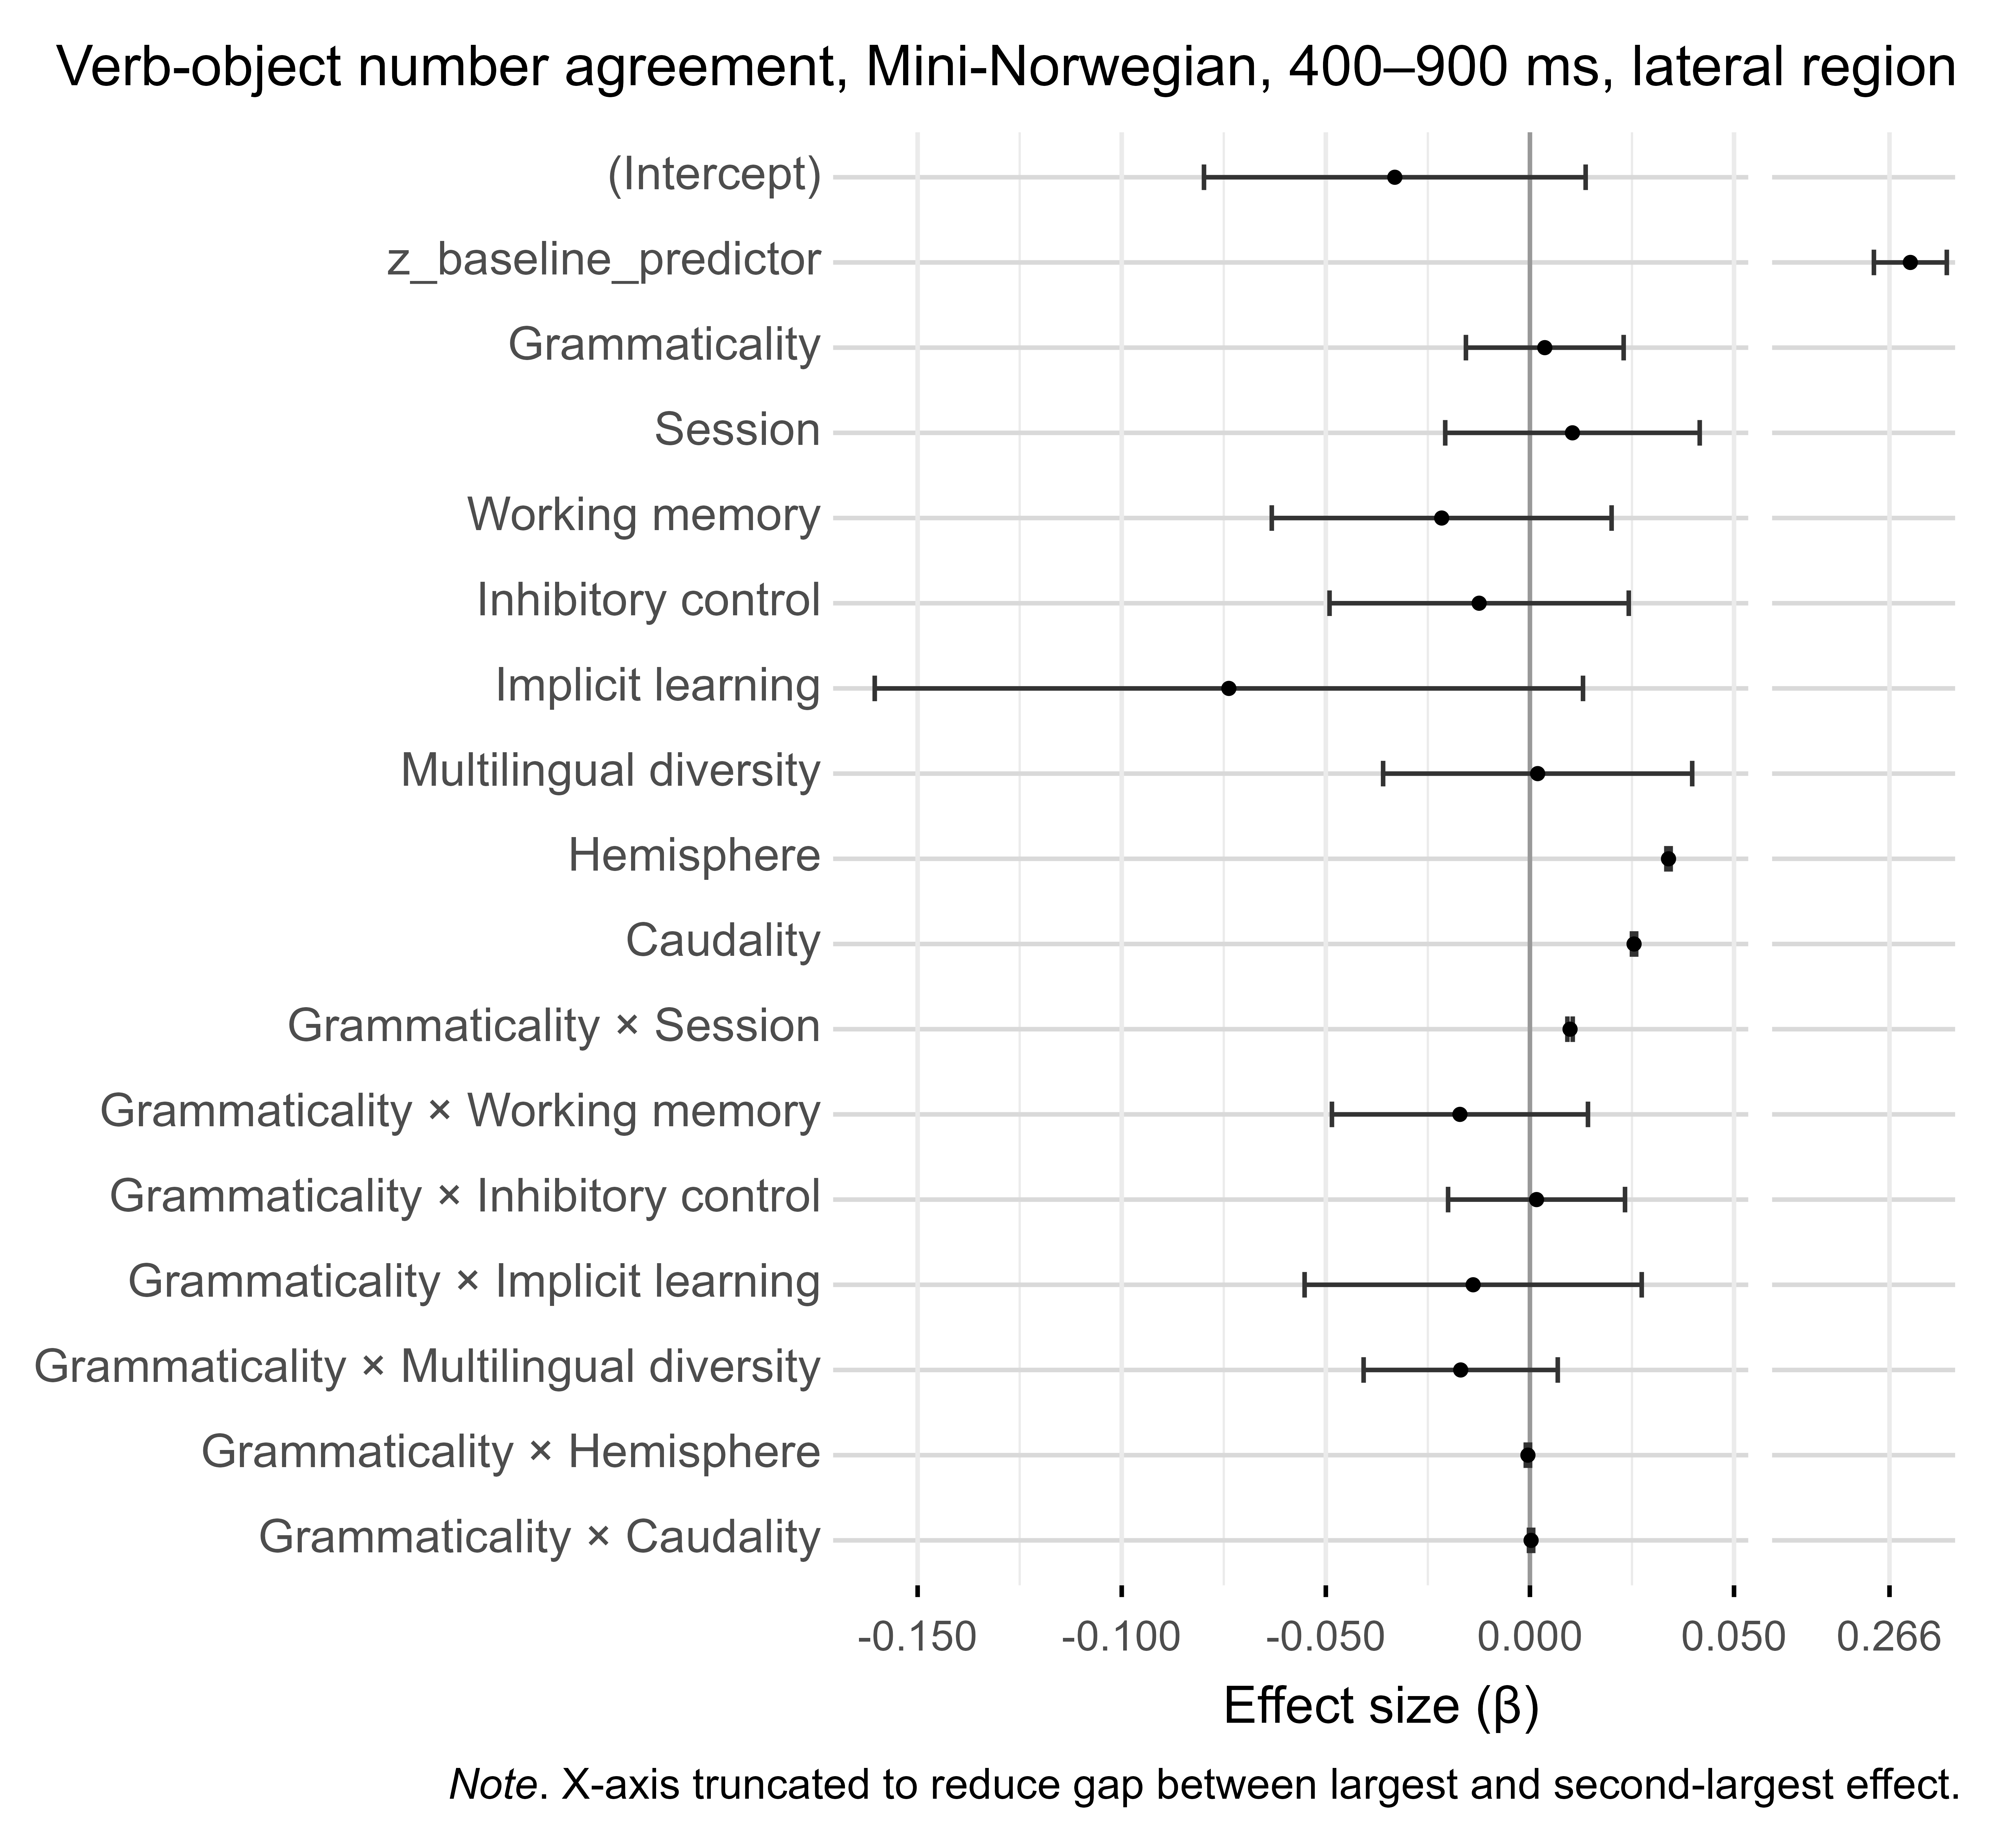 Verb-object number agreement, Mini-Norwegian, 400–900 ms, lateral region
(Intercept)
z_baseline_predictor
Grammaticality
Session
Working memory
Inhibitory control
Implicit learning
Multilingual diversity
Hemisphere
Caudality
Grammaticality × Session
Grammaticality × Working memory
Grammaticality × Inhibitory control
Grammaticality × Implicit learning
Grammaticality × Multilingual diversity
Grammaticality × Hemisphere
Grammaticality × Caudality
-0.150 -0.100 -0.050 0.000 0.050 0.266
Effect size (β)
Note. X-axis truncated to reduce gap between largest and second-largest effect.